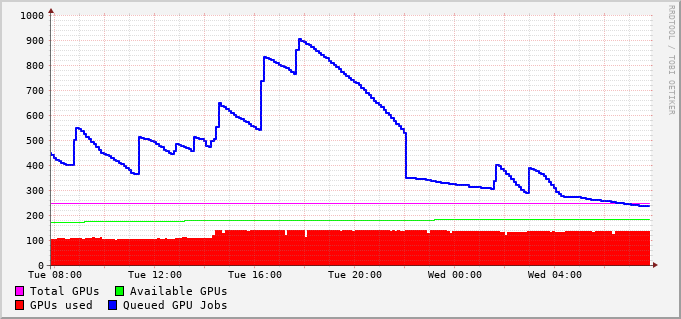 1000
900
800
700
600
500
400
300
200
100
0
Tue 08:00 Tue 12:00 Tue 16:00 Tue 20:00 Wed 00:00 Wed 04:00
Total GPUs Available GPUs
GPUs used Queued GPU Jobs
RRDTOOL / TOBI OETIKER